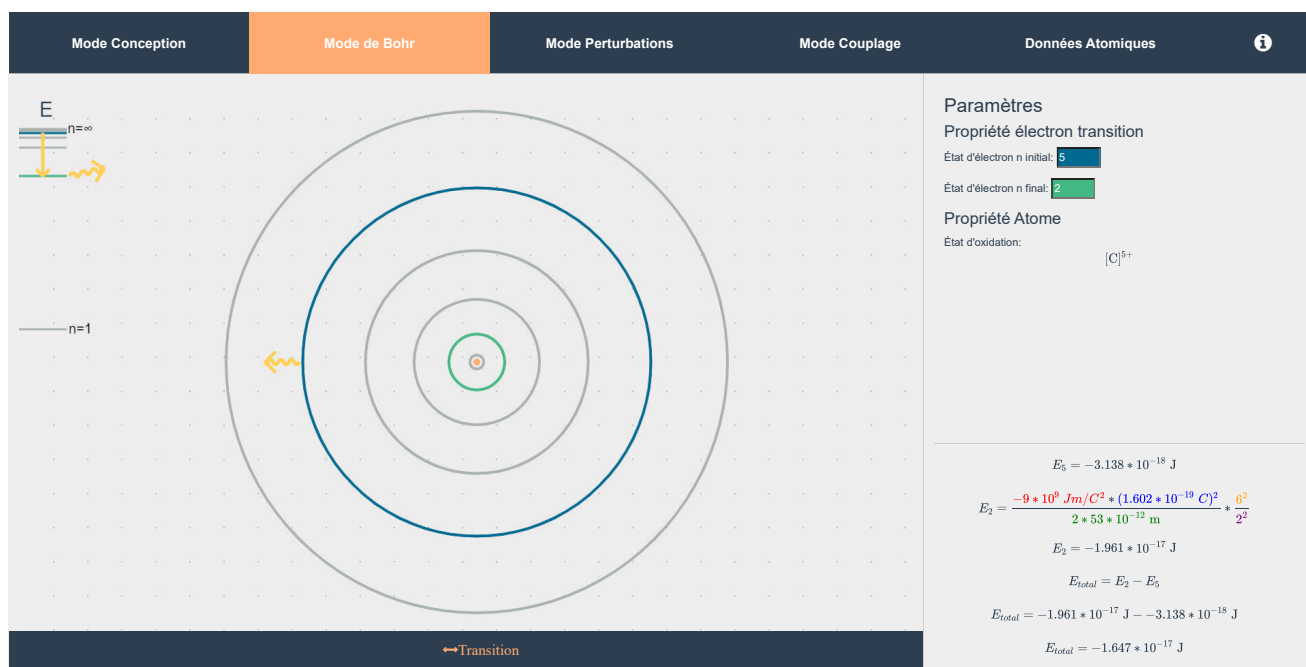 Mode Conception Mode de Bohr Mode Perturbations Mode Couplage Données Atomiques i
E
n=∞
n=1
↔Transition
Paramètres
Propriété électron transition
État d'électron n initial: 5
État d'électron n final: 2
Propriété Atome
État d'oxidation:
[C]⁵⁺
E₅ = −3.138 ∗ 10⁻¹⁸ J
E₂ = (−9 ∗ 10⁹ Jm/C² ∗ (1.602 ∗ 10⁻¹⁹ C)²) / (2 ∗ 53 ∗ 10⁻¹² m) ∗ 6²/2²
E₂ = −1.961 ∗ 10⁻¹⁷ J
Eₜₒₜₐₗ = E₂ − E₅
Eₜₒₜₐₗ = −1.961 ∗ 10⁻¹⁷ J − −3.138 ∗ 10⁻¹⁸ J
Eₜₒₜₐₗ = −1.647 ∗ 10⁻¹⁷ J